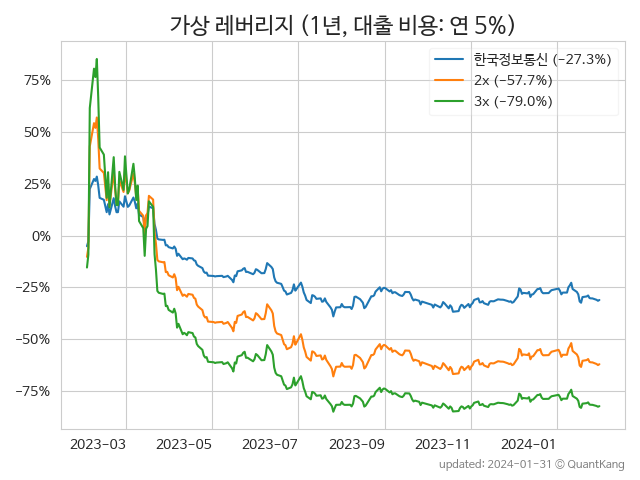 가상 레버리지 (1년, 대출 비용: 연 5%)
한국정보통신 (−27.3%)
2x (−57.7%)
3x (−79.0%)
75%
50%
25%
0%
−25%
−50%
−75%
2023-03 2023-05 2023-07 2023-09 2023-11 2024-01
updated: 2024-01-31 © QuantKang